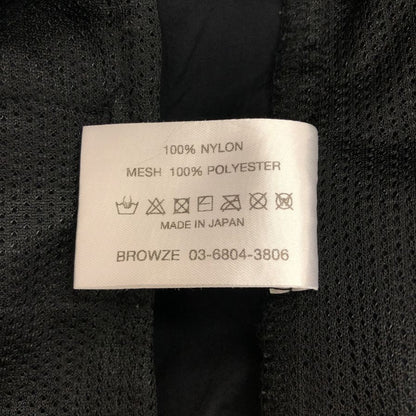 100% NYLON
MESH 100% POLYESTER
MADE IN JAPAN
BROWZE 03-6804-3806